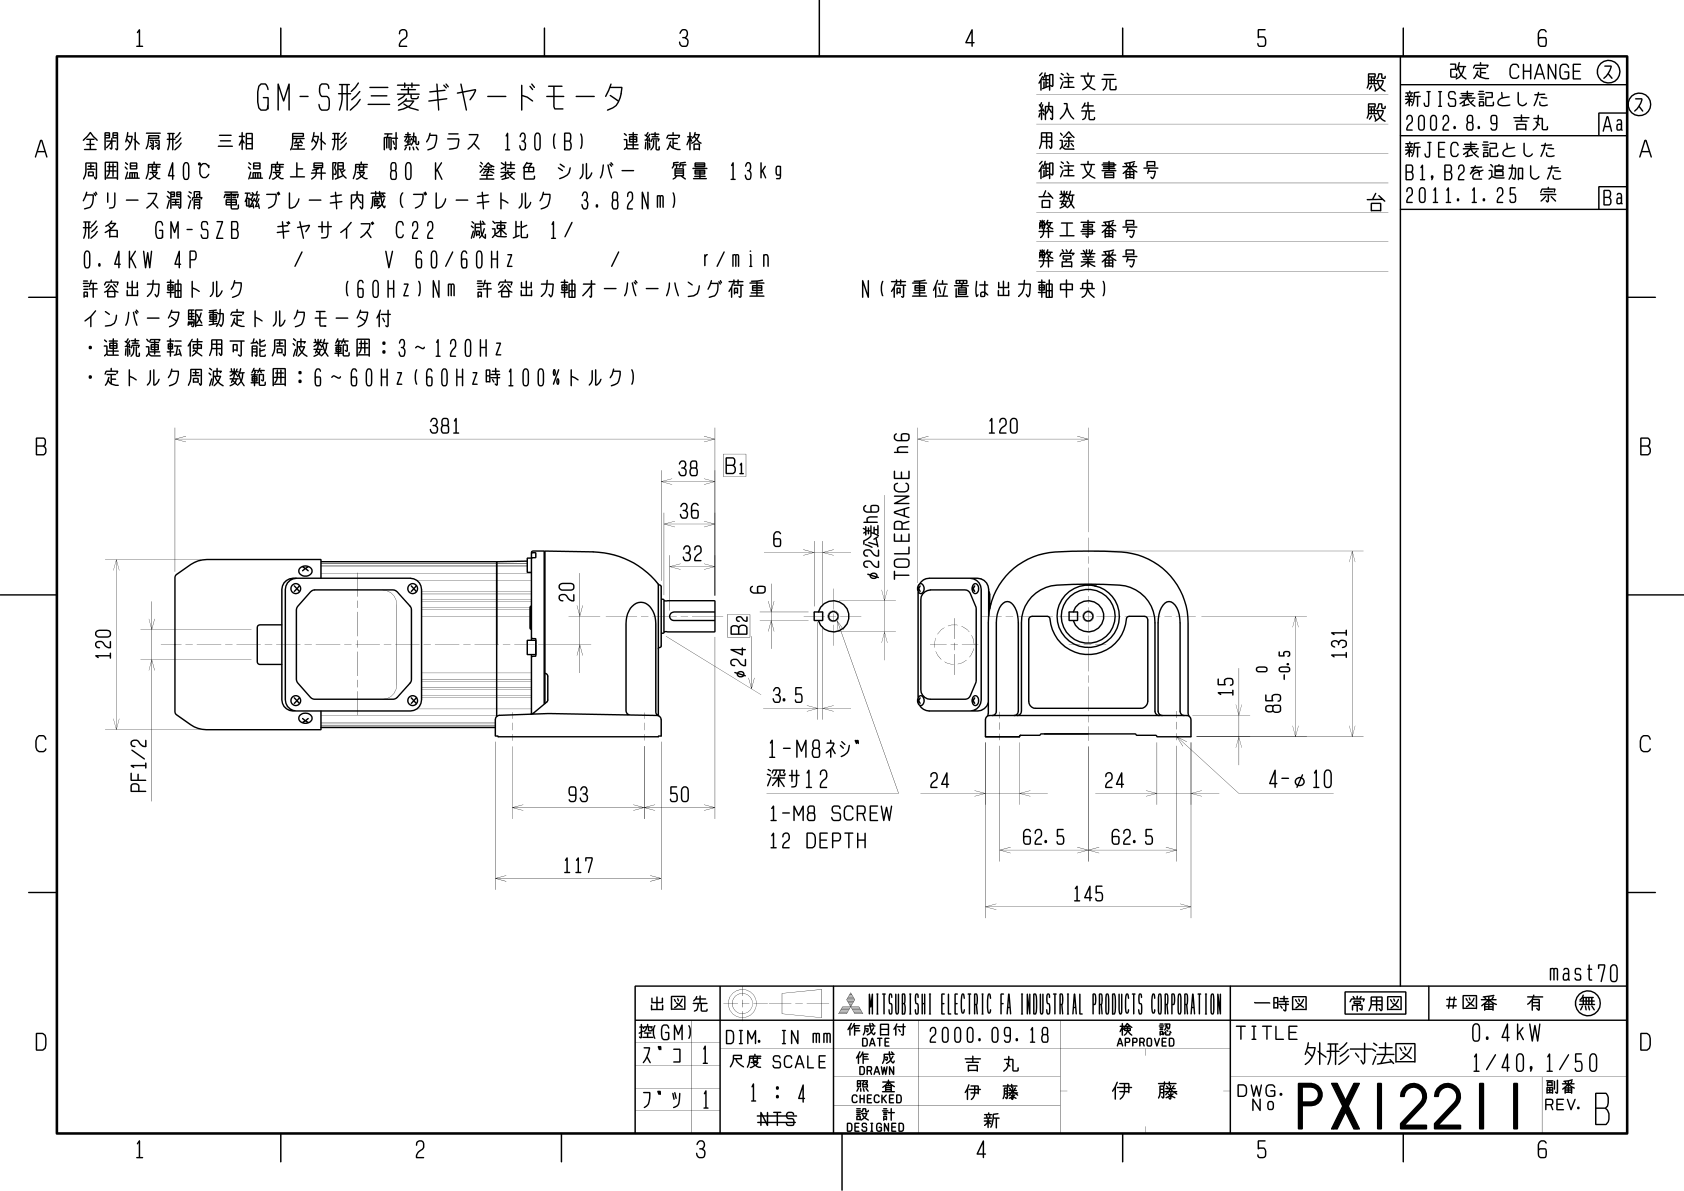 1 2 3 4 5 6
A
B
C
D
GM-S形三菱ギヤードモータ
全閉外扇形 三相 屋外形 耐熱クラス 130(B) 連続定格
周囲温度40℃ 温度上昇限度 80 K 塗装色 シルバー 質量 13kg
グリース潤滑 電磁ブレーキ内蔵(ブレーキトルク 3.82Nm)
形名 GM-SZB ギヤサイズ C22 減速比 1/
0.4KW 4P / V 60/60Hz / r/min
許容出力軸トルク (60Hz)Nm 許容出力軸オーバーハング荷重 N(荷重位置は出力軸中央)
インバータ駆動定トルクモータ付
・連続運転使用可能周波数範囲：3～120Hz
・定トルク周波数範囲：6～60Hz(60Hz時100%トルク)
御注文元 殿
納入先 殿
用途
御注文書番号
台数 台
弊工事番号
弊営業番号
改定 CHANGE ス
新JIS表記とした
2002.8.9 吉丸 Aa
ス
新JEC表記とした
B1,B2を追加した
2011.1.25 宗 Ba
A
B
C
D
381
38 B1
36
32
20
120
PF1/2
93 50
117
φ24 B2
6
6
3.5
φ22公差h6
TOLERANCE h6
1-M8ネジ
深サ12
1-M8 SCREW
12 DEPTH
120
131
15
85 0 -0.5
24 24
4-φ10
62.5 62.5
145
mast70
出図先
控(GM)
ズコ 1
ブツ 1
DIM. IN mm
尺度 SCALE
1 : 4
NTS
MITSUBISHI ELECTRIC FA INDUSTRIAL PRODUCTS CORPORATION
作成日付 DATE 2000.09.18
作成 DRAWN 吉丸
照査 CHECKED 伊藤
設計 DESIGNED 新
検認 APPROVED
伊藤
一時図 常用図 #図番 有 無
TITLE 0.4kW
外形寸法図 1/40,1/50
DWG. No PX12211
副番 REV. B
1 2 3 4 5 6